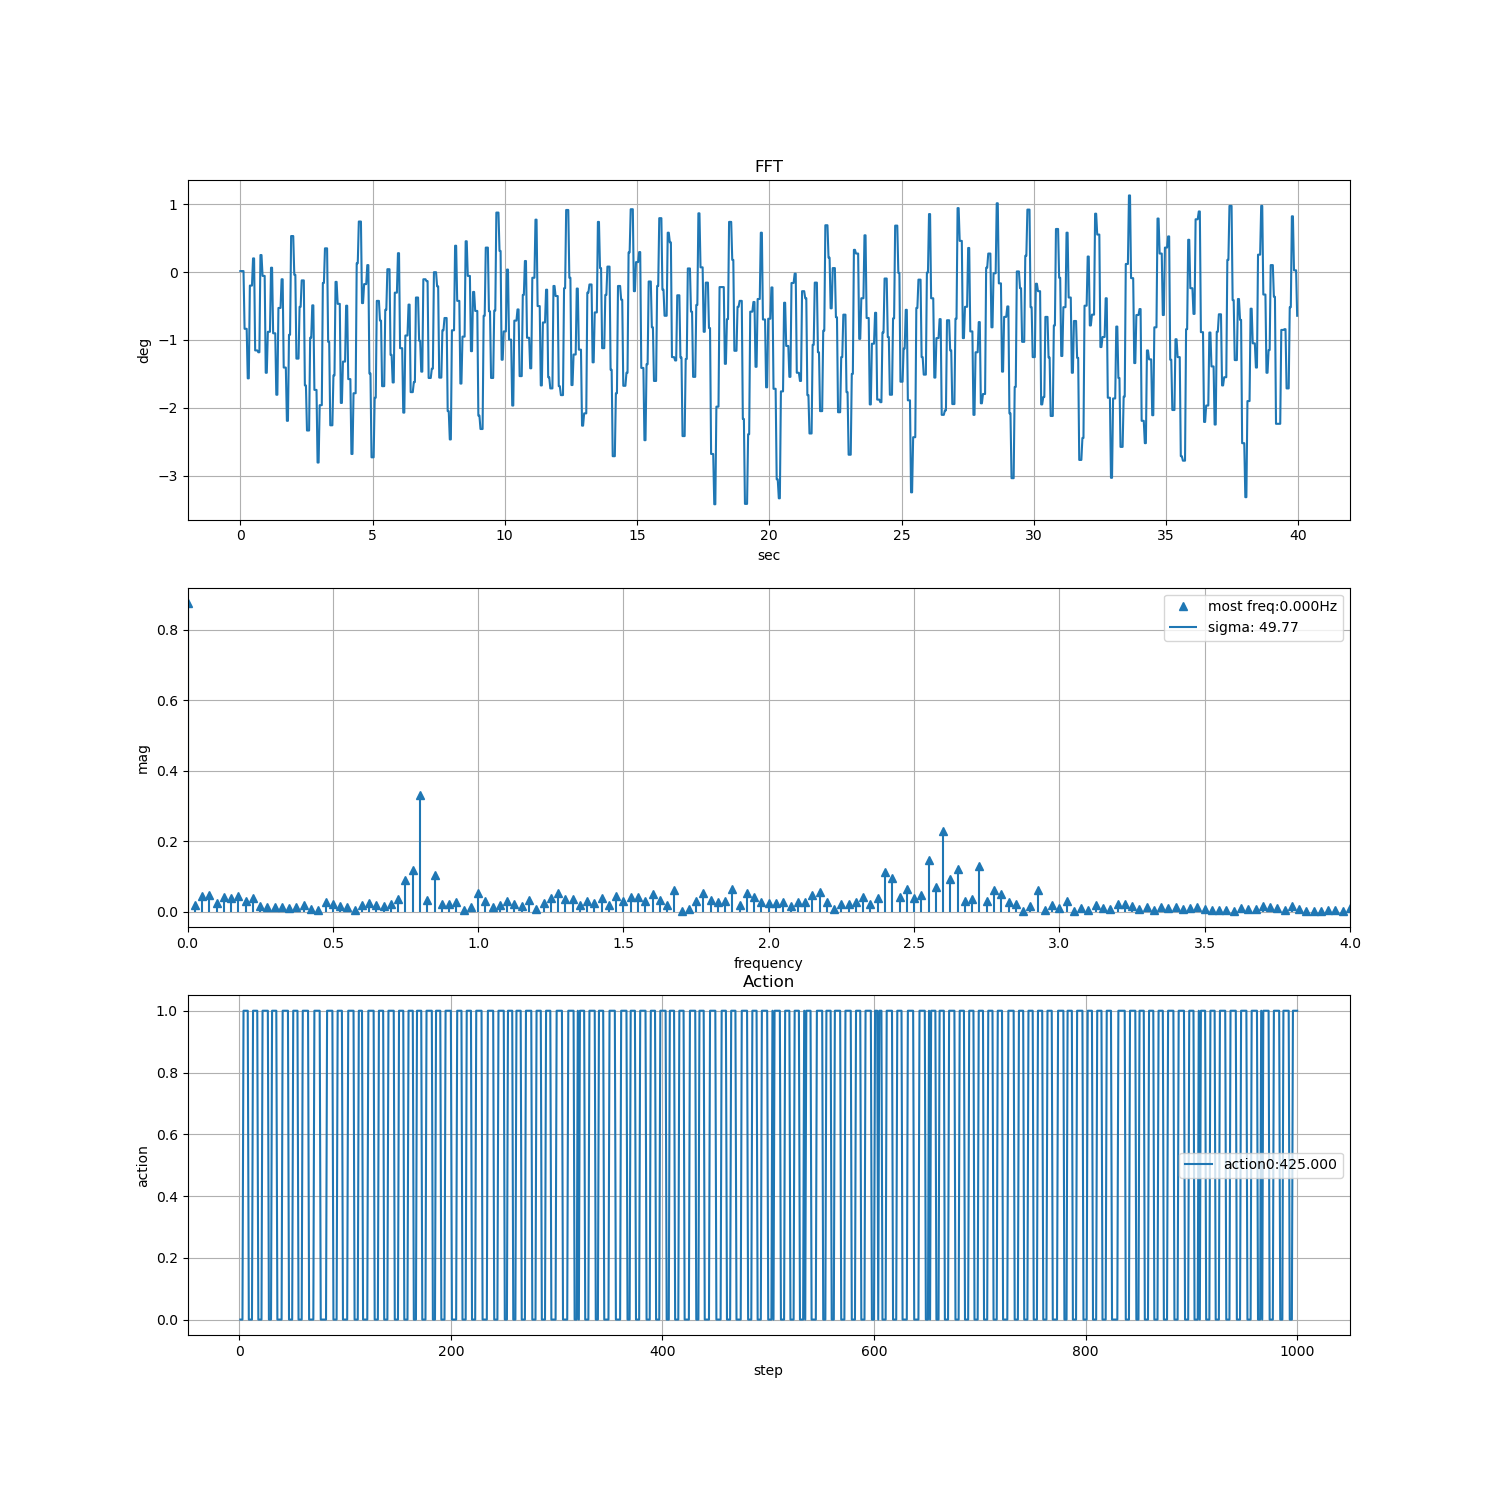 FFT
1
0
−1
−2
−3
deg
0 5 10 15 20 25 30 35 40
sec
most freq:0.000Hz
sigma: 49.77
0.8
0.6
0.4
0.2
0.0
mag
0.0 0.5 1.0 1.5 2.0 2.5 3.0 3.5 4.0
frequency
Action
1.0
0.8
0.6
0.4
0.2
0.0
action
action0:425.000
0 200 400 600 800 1000
step